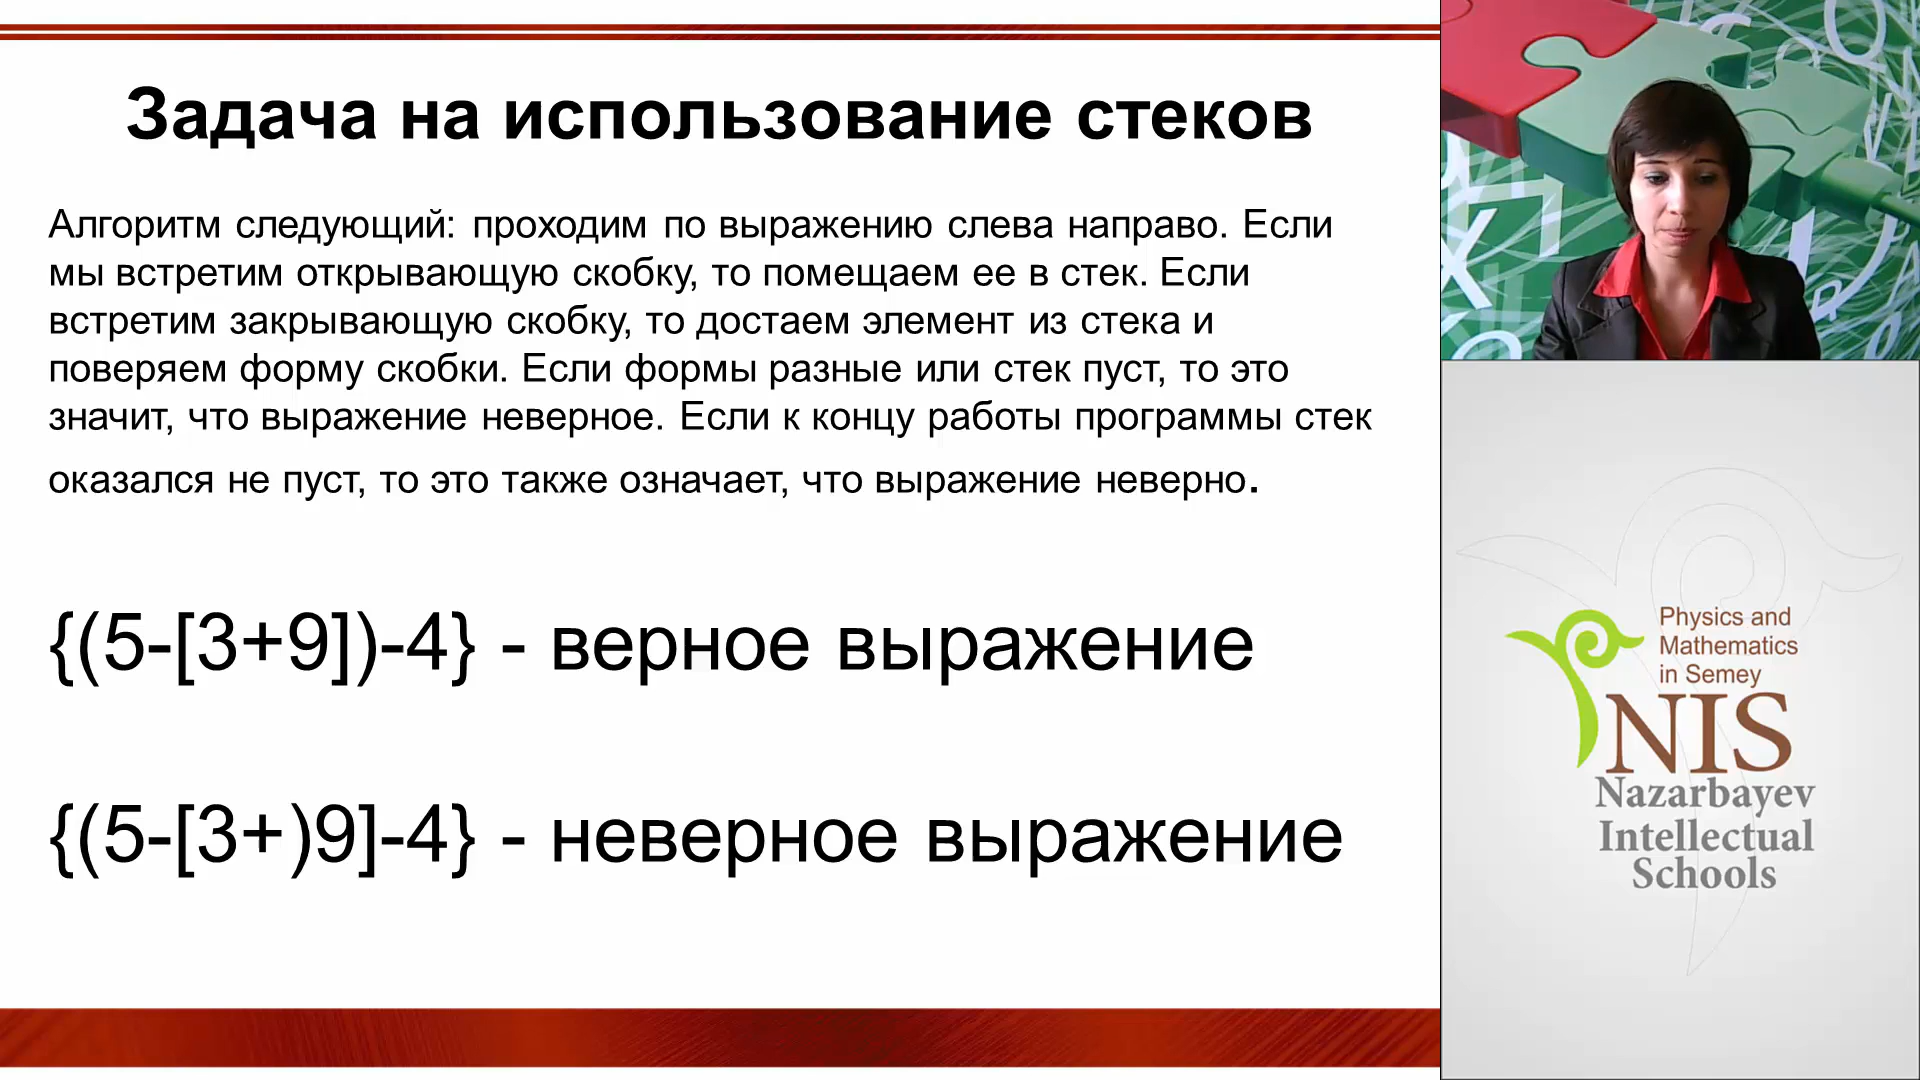 Задача на использование стеков
Алгоритм следующий: проходим по выражению слева направо. Если
мы встретим открывающую скобку, то помещаем ее в стек. Если
встретим закрывающую скобку, то достаем элемент из стека и
поверяем форму скобки. Если формы разные или стек пуст, то это
значит, что выражение неверное. Если к концу работы программы стек
оказался не пуст, то это также означает, что выражение неверно.
{(5-[3+9])-4} - верное выражение
{(5-[3+)9]-4} - неверное выражение
Physics and
Mathematics
in Semey
NIS
Nazarbayev
Intellectual
Schools